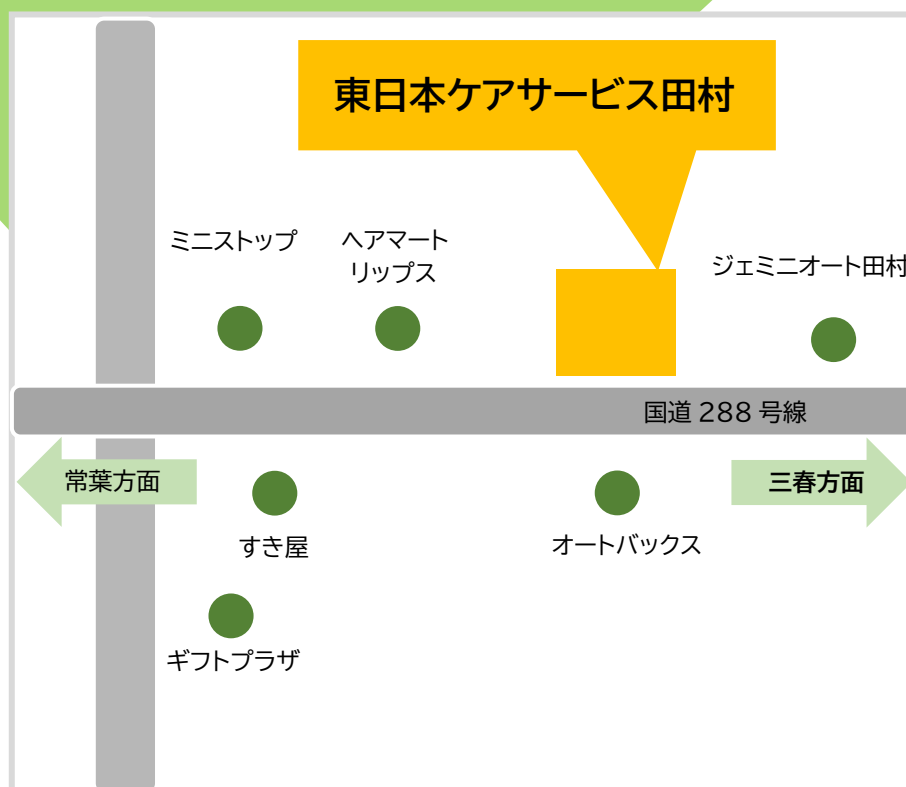 東日本ケアサービス田村
ミニストップ
ヘアマート
リップス
ジェミニオート田村
国道 288 号線
常葉方面
三春方面
すき屋
オートバックス
ギフトプラザ